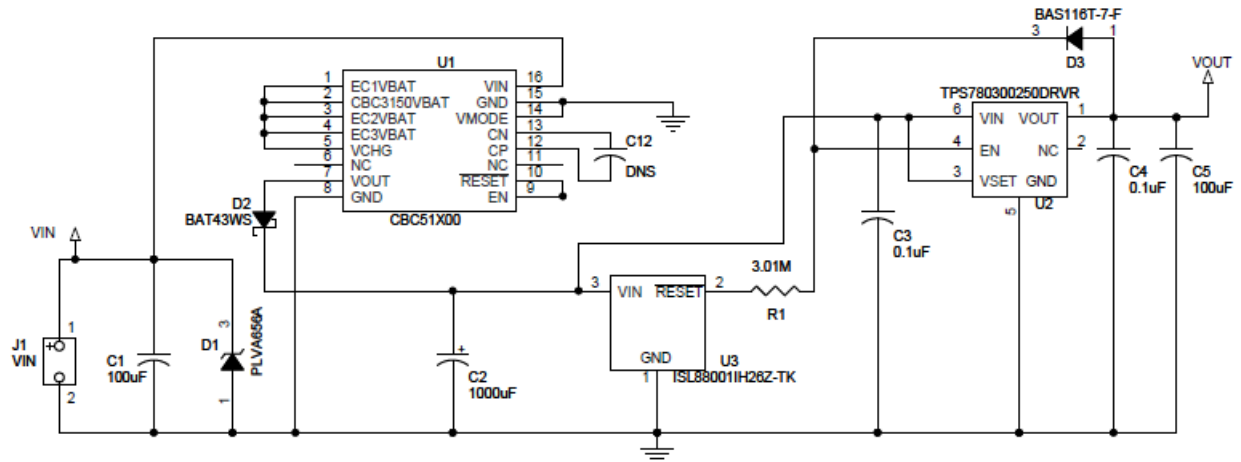 BAS116T-7-F
3
1
D3
VOUT
U1
1
EC1VBAT
VIN
16
2
CBC3150VBAT
GND
15
3
EC2VBAT
VMODE
14
4
EC3VBAT
CN
13
5
VCHG
CP
12
6
NC
NC
11
7
VOUT
RESET
10
8
GND
EN
9
CBC51X00
C12
DNS
TPS780300250DRVR
6
VIN
VOUT
1
4
EN
NC
2
3
VSET
GND
5
U2
C4
0.1uF
C5
100uF
D2
BAT43WS
C3
0.1uF
VIN
3
VIN
RESET
2
GND
1
U3
ISL88001IH26Z-TK
3.01M
R1
J1
VIN
1
+
2
C1
100uF
D1
3
1
PLVA656A
+
C2
1000uF